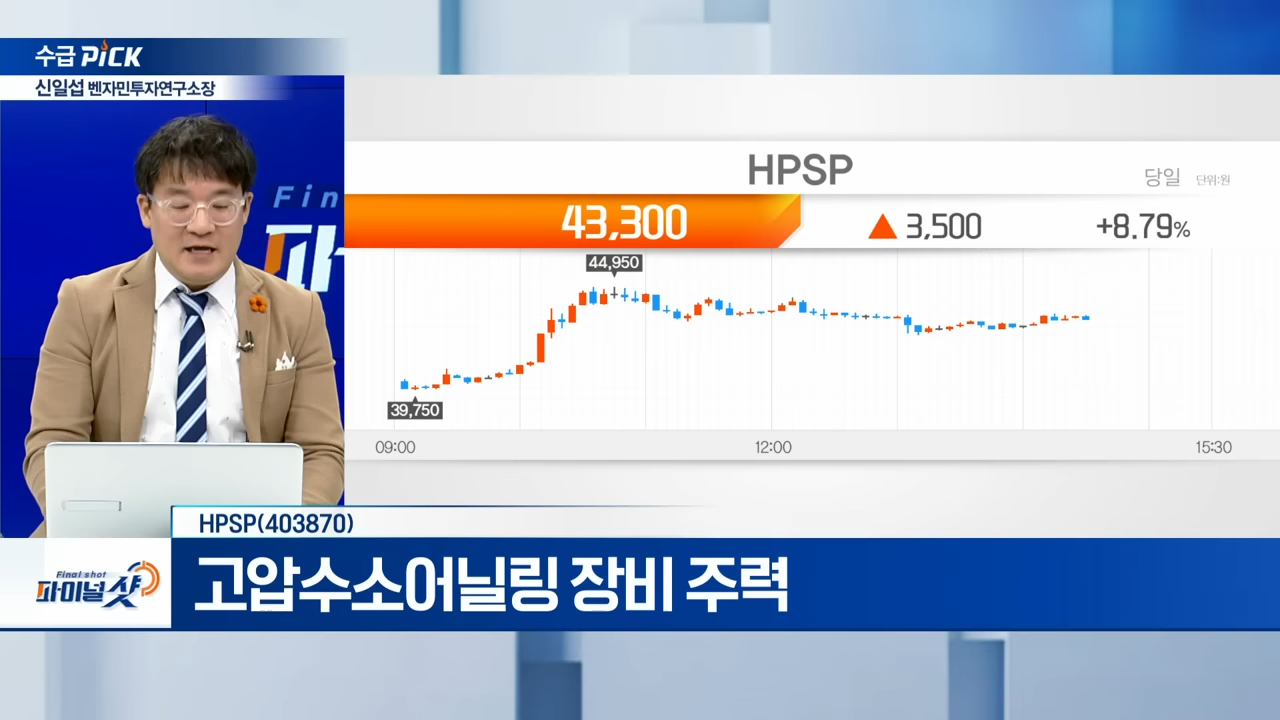 수급 PiCK
신일섭 벤자민투자연구소장
Fin
파
HPSP
당일 단위:원
43,300 ▲ 3,500 +8.79%
44,950
39,750
09:00 12:00 15:30
HPSP(403870)
Final shot
파이널샷
고압수소어닐링 장비 주력